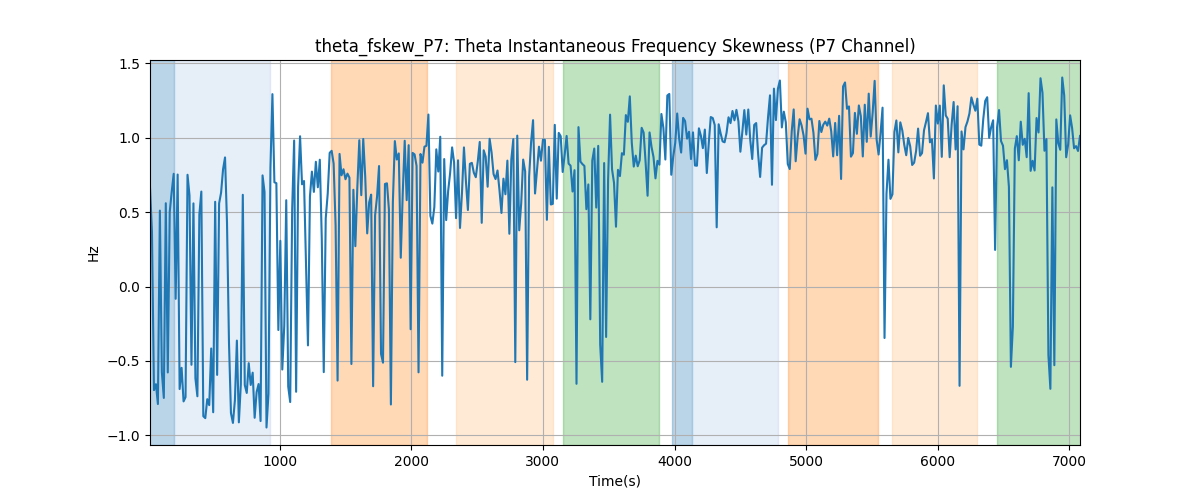 theta_fskew_P7: Theta Instantaneous Frequency Skewness (P7 Channel)
1.5
1.0
0.5
0.0
−0.5
−1.0
Hz
1000 2000 3000 4000 5000 6000 7000
Time(s)